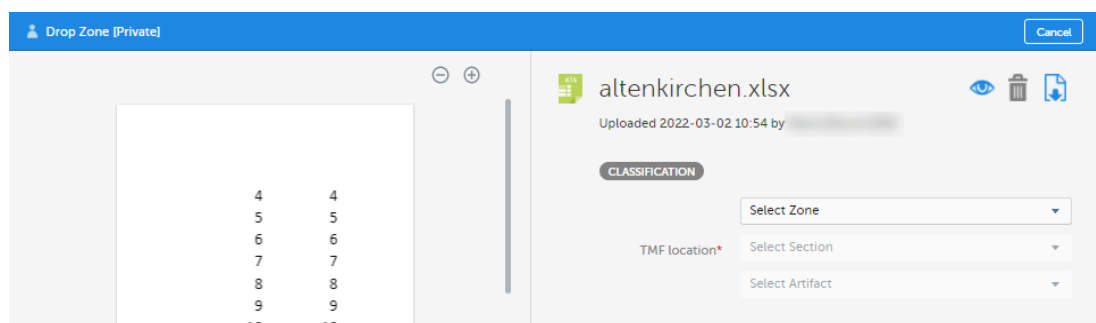 Drop Zone [Private]
Cancel
4 4
5 5
6 6
7 7
8 8
9 9
xls
altenkirchen.xlsx
Uploaded 2022-03-02 10:54 by
CLASSIFICATION
Select Zone
TMF location* Select Section
Select Artifact